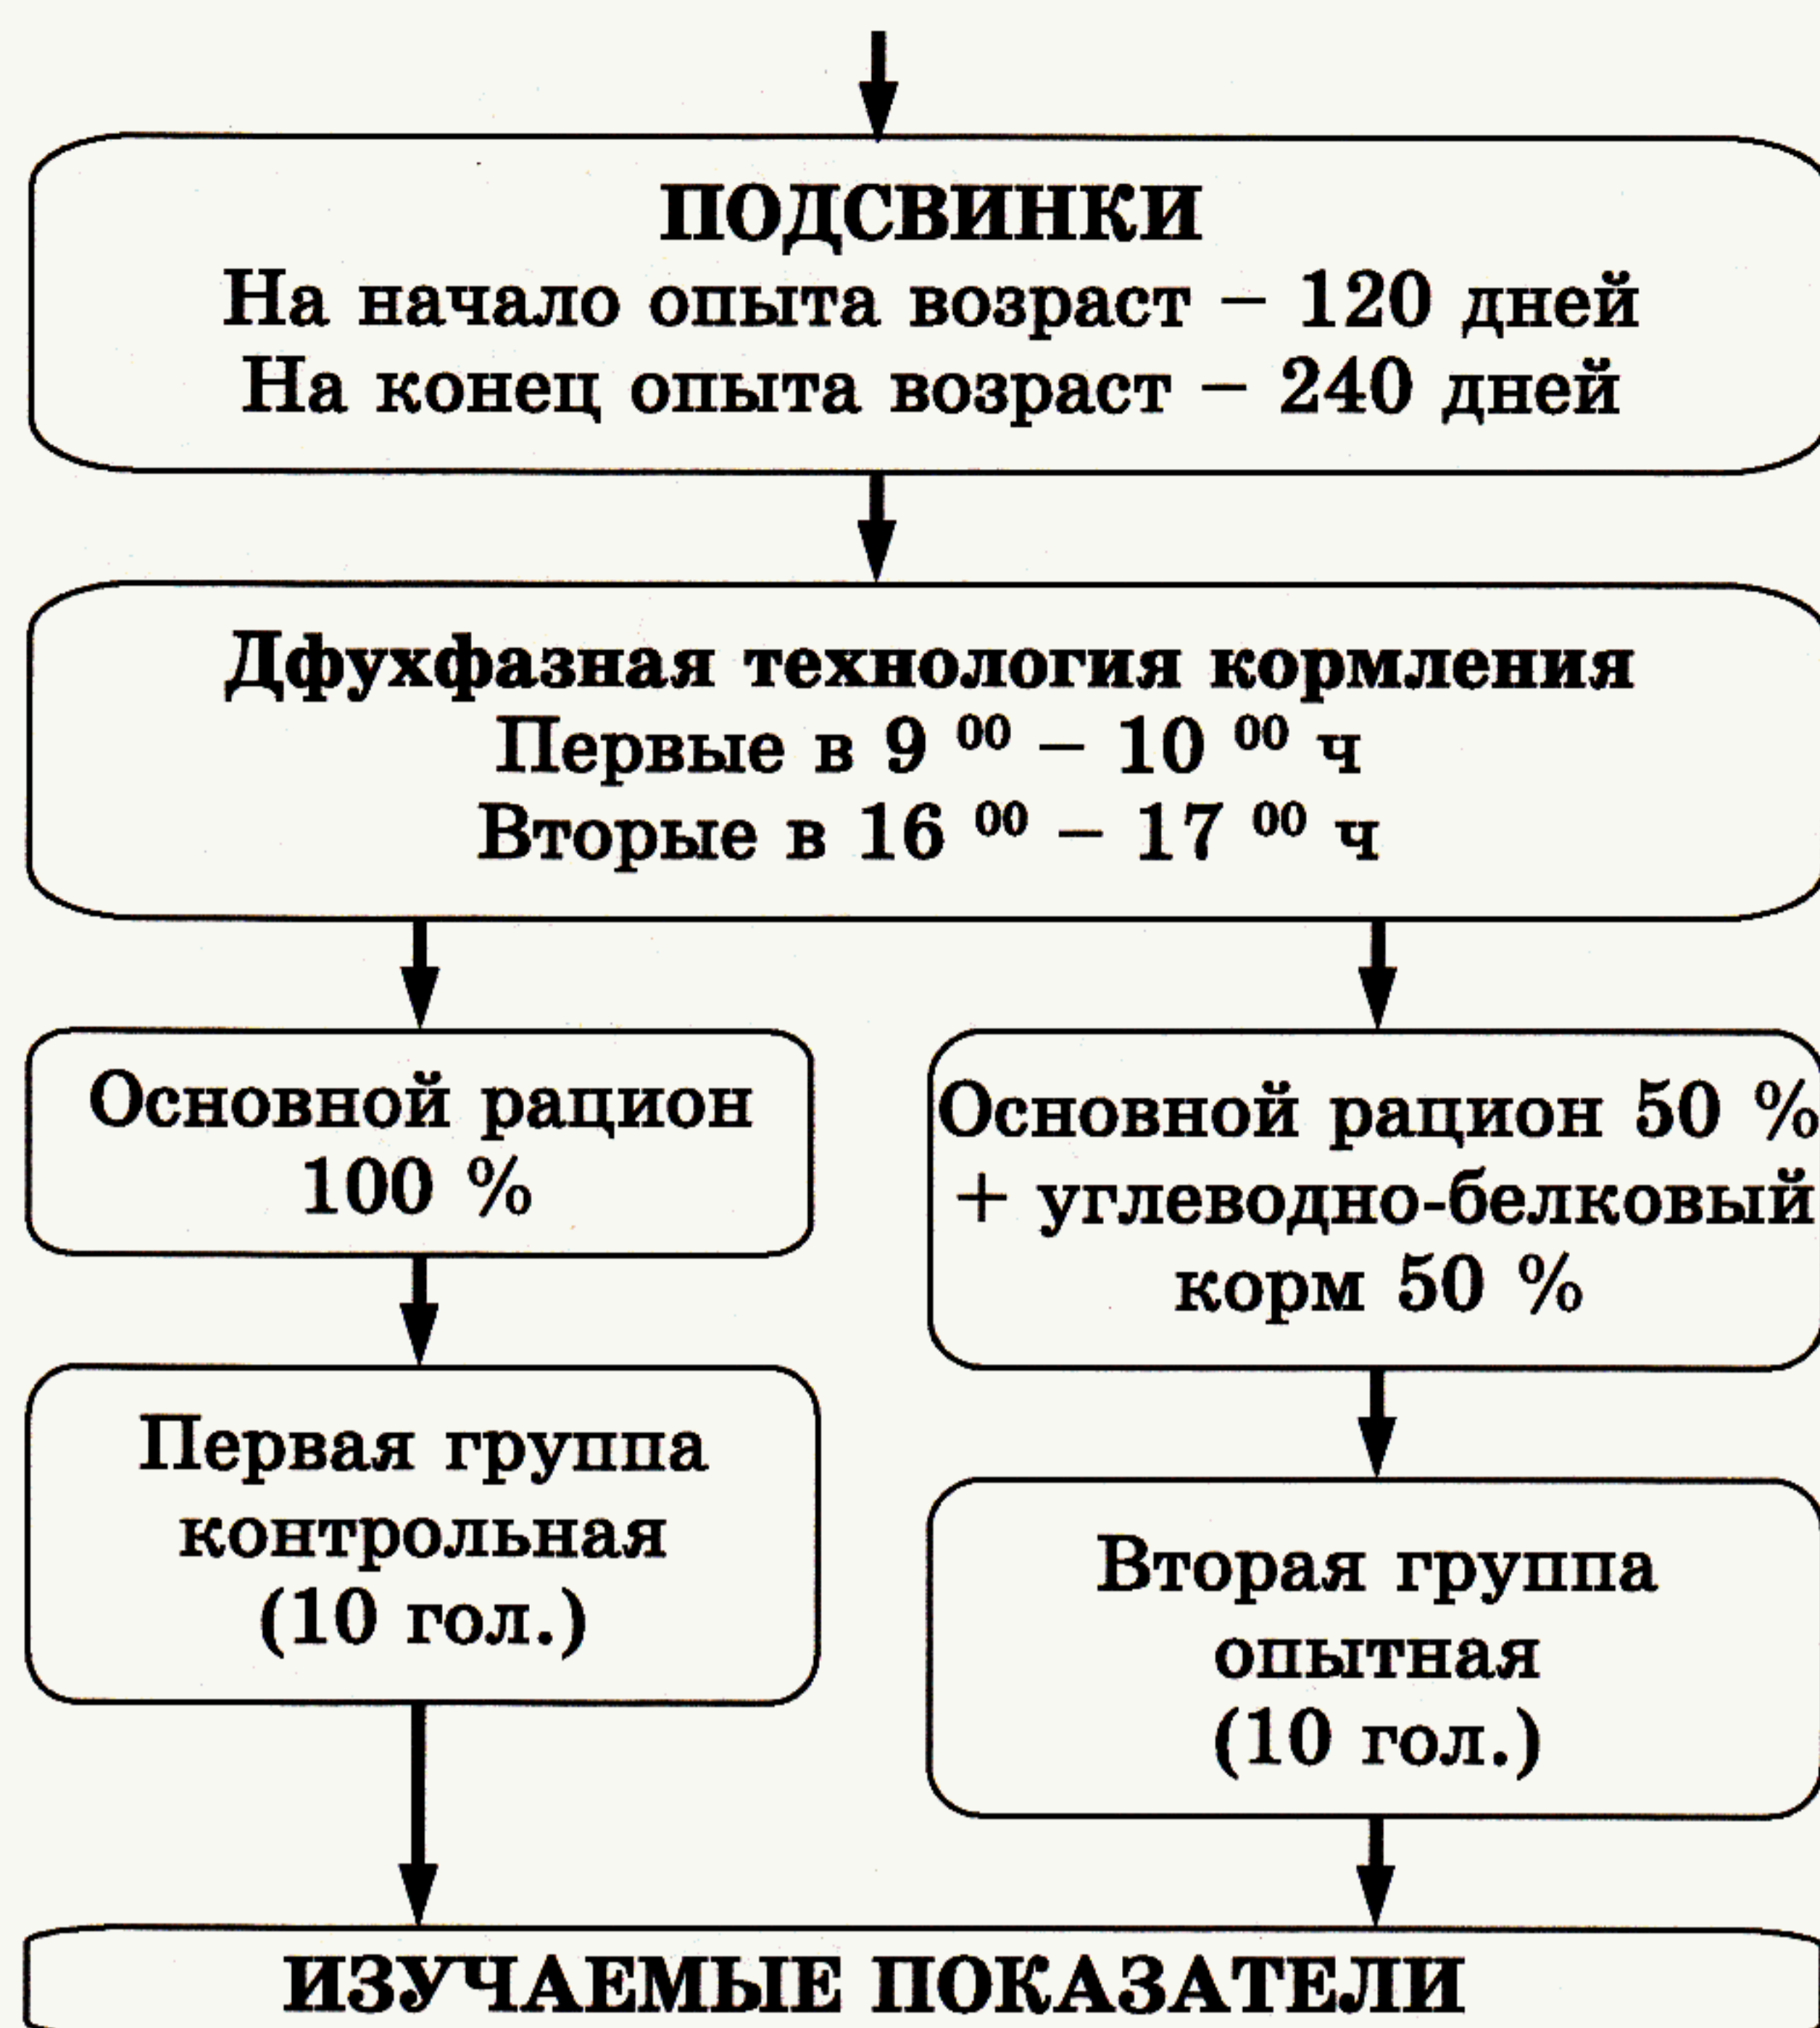 ПОДСВИНКИ
На начало опыта возраст – 120 дней
На конец опыта возраст – 240 дней
Дфухфазная технология кормления
Первые в 9 ⁰⁰ – 10 ⁰⁰ ч
Вторые в 16 ⁰⁰ – 17 ⁰⁰ ч
Основной рацион
100 %
Основной рацион 50 %
+ углеводно-белковый
корм 50 %
Первая группа
контрольная
(10 гол.)
Вторая группа
опытная
(10 гол.)
ИЗУЧАЕМЫЕ ПОКАЗАТЕЛИ